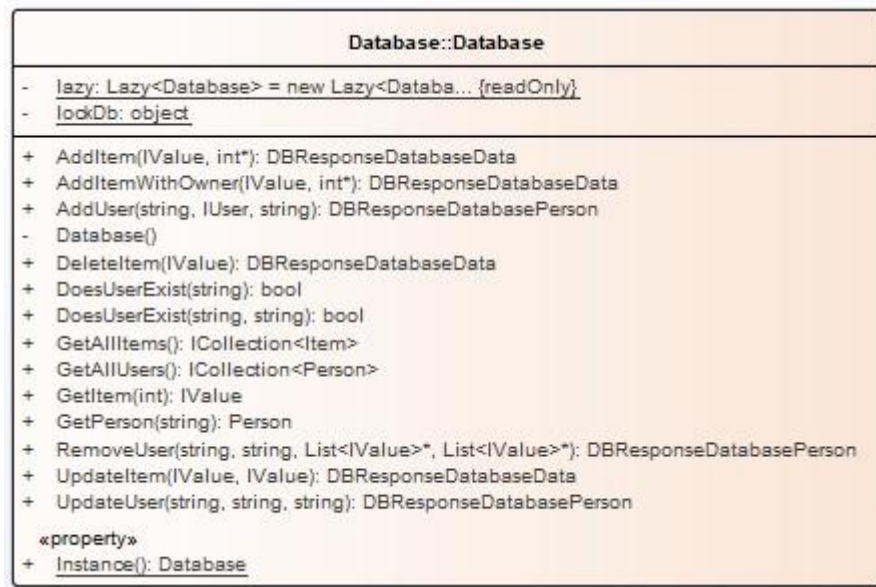 Database::Database
- lazy: Lazy<Database> = new Lazy<Databa... {readOnly}
- lockDb: object
+ AddItem(IValue, int*): DBResponseDatabaseData
+ AddItemWithOwner(IValue, int*): DBResponseDatabaseData
+ AddUser(string, IUser, string): DBResponseDatabasePerson
- Database()
+ DeleteItem(IValue): DBResponseDatabaseData
+ DoesUserExist(string): bool
+ DoesUserExist(string, string): bool
+ GetAllItems(): ICollection<Item>
+ GetAllUsers(): ICollection<Person>
+ GetItem(int): IValue
+ GetPerson(string): Person
+ RemoveUser(string, string, List<IValue>*, List<IValue>*): DBResponseDatabasePerson
+ UpdateItem(IValue, IValue): DBResponseDatabaseData
+ UpdateUser(string, string, string): DBResponseDatabasePerson
«property»
+ Instance(): Database